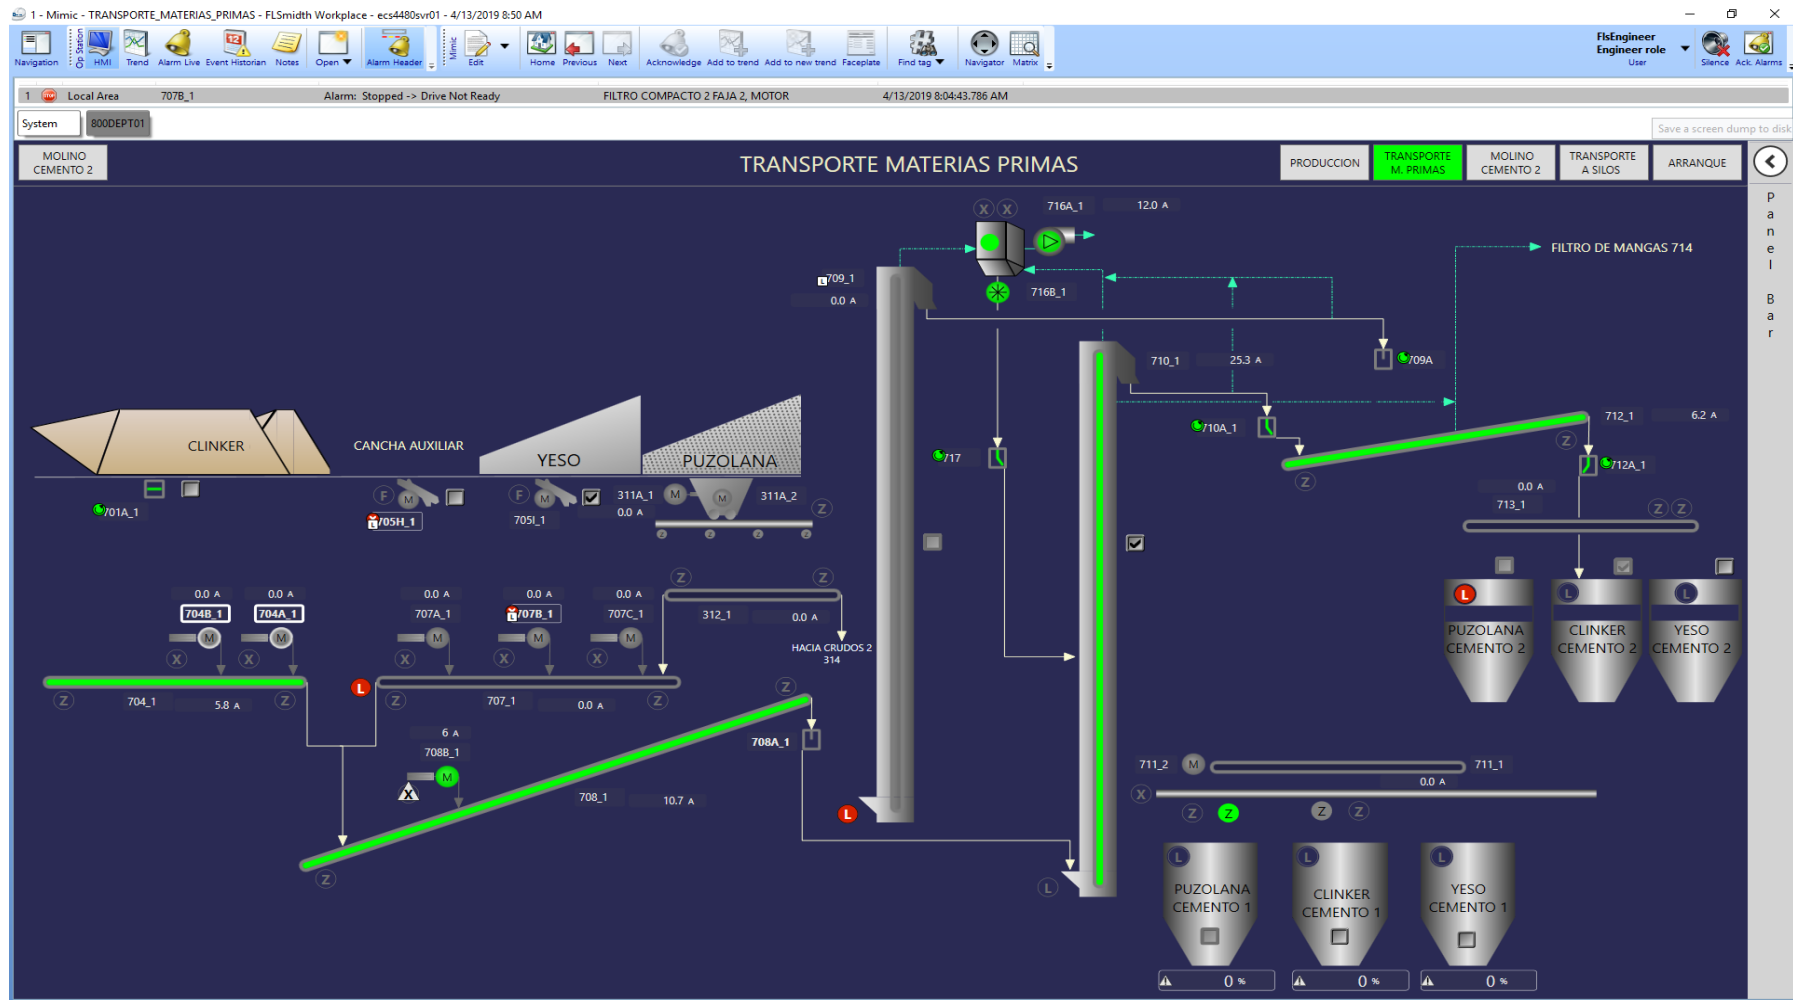 1 - Mimic - TRANSPORTE_MATERIAS_PRIMAS - FLSmidth Workplace - ecs4480svr01 - 4/13/2019 8:50 AM
Navigation
Op Station
HMI
Trend
Alarm Live
Event Historian
Notes
Open
Alarm Header
Mimic
Edit
Home
Previous
Next
Acknowledge
Add to trend
Add to new trend
Faceplate
Find tag
Navigator
Matrix
FlsEngineer
Engineer role
User
Silence
Ack. Alarms
1 STOP Local Area 707B_1 Alarm: Stopped -> Drive Not Ready FILTRO COMPACTO 2 FAJA 2, MOTOR 4/13/2019 8:04:43.786 AM
System
800DEPT01
Save a screen dump to disk
MOLINO
CEMENTO 2
TRANSPORTE MATERIAS PRIMAS
PRODUCCION
TRANSPORTE
M. PRIMAS
MOLINO
CEMENTO 2
TRANSPORTE
A SILOS
ARRANQUE
Panel Bar
X X
716A_1
12.0 A
FILTRO DE MANGAS 714
709_1
L
0.0 A
716B_1
710_1
25.3 A
709A
712_1
6.2 A
710A_1
Z
Z
712A_1
717
CLINKER
CANCHA AUXILIAR
YESO
PUZOLANA
701A_1
F M
L
705H_1
F M
705I_1
311A_1
0.0 A
M
M
311A_2
Z
Z Z Z Z
0.0 A
713_1
Z Z
0.0 A
704B_1
M
X
0.0 A
704A_1
M
X
0.0 A
707A_1
M
X
0.0 A
L
707B_1
M
X
0.0 A
707C_1
M
X
Z
Z
312_1
0.0 A
HACIA CRUDOS 2
314
L
PUZOLANA
CEMENTO 2
L
CLINKER
CEMENTO 2
L
YESO
CEMENTO 2
Z
704_1
5.8 A
Z
L
Z
707_1
0.0 A
Z
Z
6 A
708B_1
M
X
708A_1
708_1
10.7 A
Z
L
L
711_2
M
711_1
0.0 A
X
Z
Z
Z
Z
L
PUZOLANA
CEMENTO 1
L
CLINKER
CEMENTO 1
L
YESO
CEMENTO 1
0 %
0 %
0 %